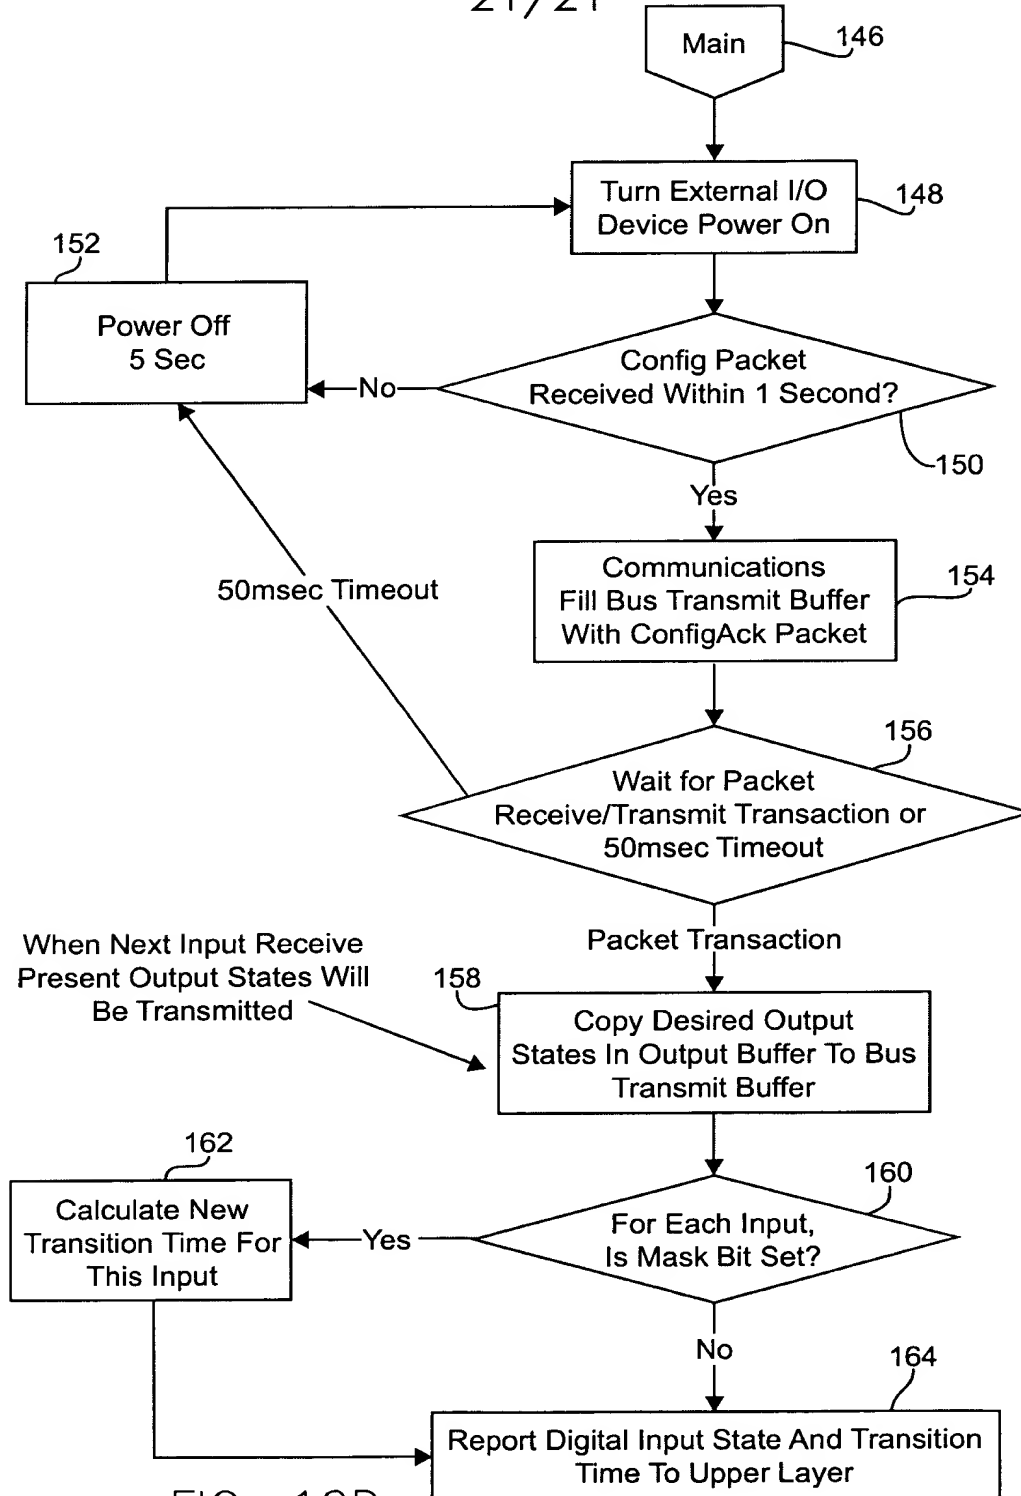 21/21
Main
146
Turn External I/O
Device Power On
148
152
Power Off
5 Sec
No
Config Packet
Received Within 1 Second?
150
Yes
Communications
Fill Bus Transmit Buffer
With ConfigAck Packet
154
50msec Timeout
156
Wait for Packet
Receive/Transmit Transaction or
50msec Timeout
Packet Transaction
When Next Input Receive
Present Output States Will
Be Transmitted
158
Copy Desired Output
States In Output Buffer To Bus
Transmit Buffer
162
Calculate New
Transition Time For
This Input
Yes
160
For Each Input,
Is Mask Bit Set?
No
164
Report Digital Input State And Transition
Time To Upper Layer